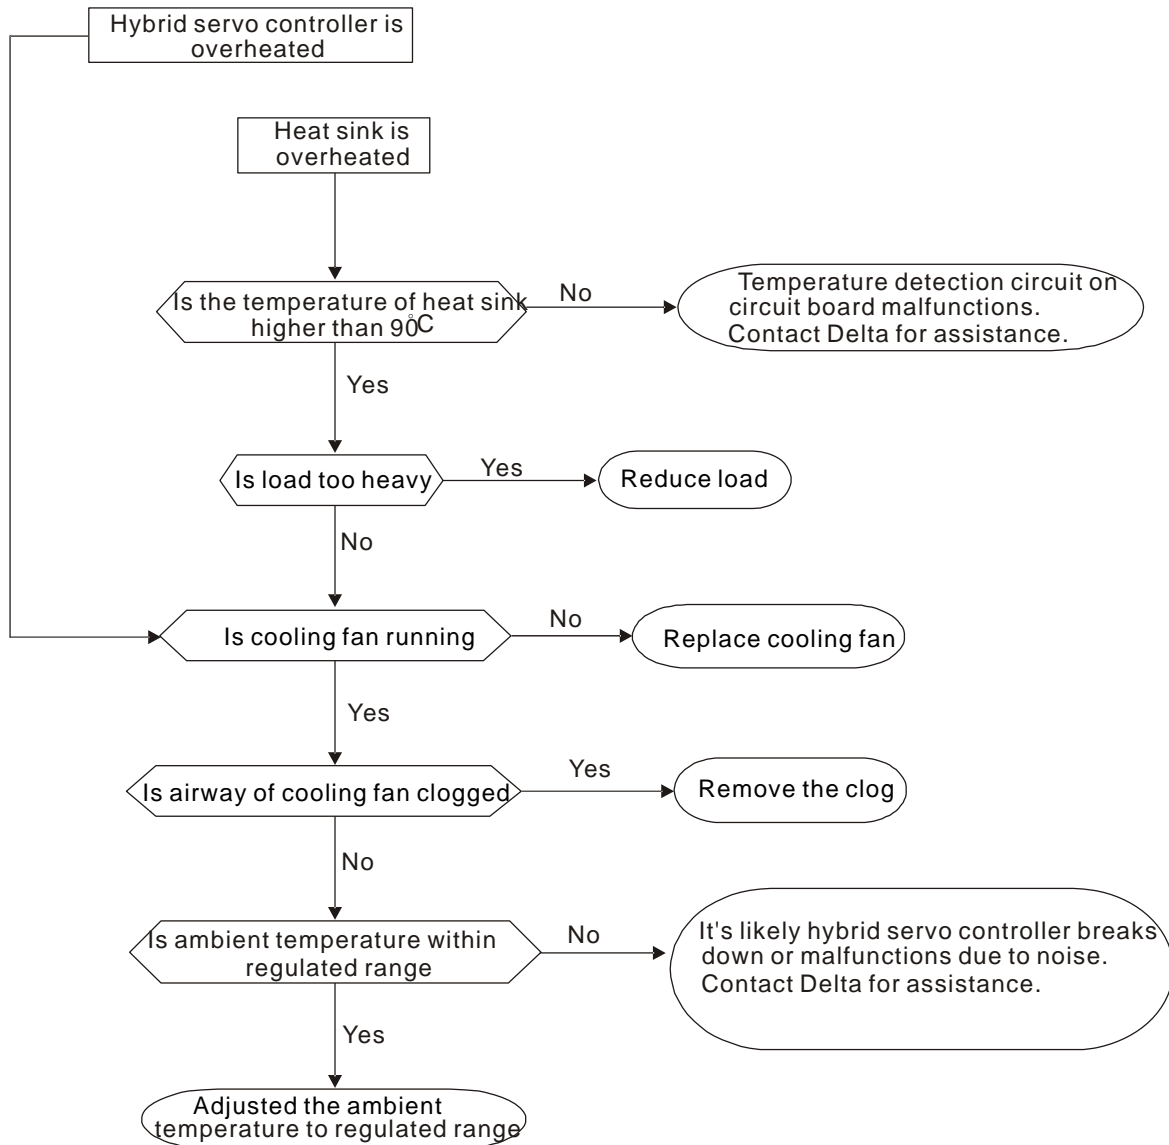 Hybrid servo controller is
overheated
Heat sink is
overheated
Is the temperature of heat sink
higher than 90°C
No
Temperature detection circuit on
circuit board malfunctions.
Contact Delta for assistance.
Yes
Is load too heavy
Yes
Reduce load
No
Is cooling fan running
No
Replace cooling fan
Yes
Is airway of cooling fan clogged
Yes
Remove the clog
No
Is ambient temperature within
regulated range
No
It's likely hybrid servo controller breaks
down or malfunctions due to noise.
Contact Delta for assistance.
Yes
Adjusted the ambient
temperature to regulated range